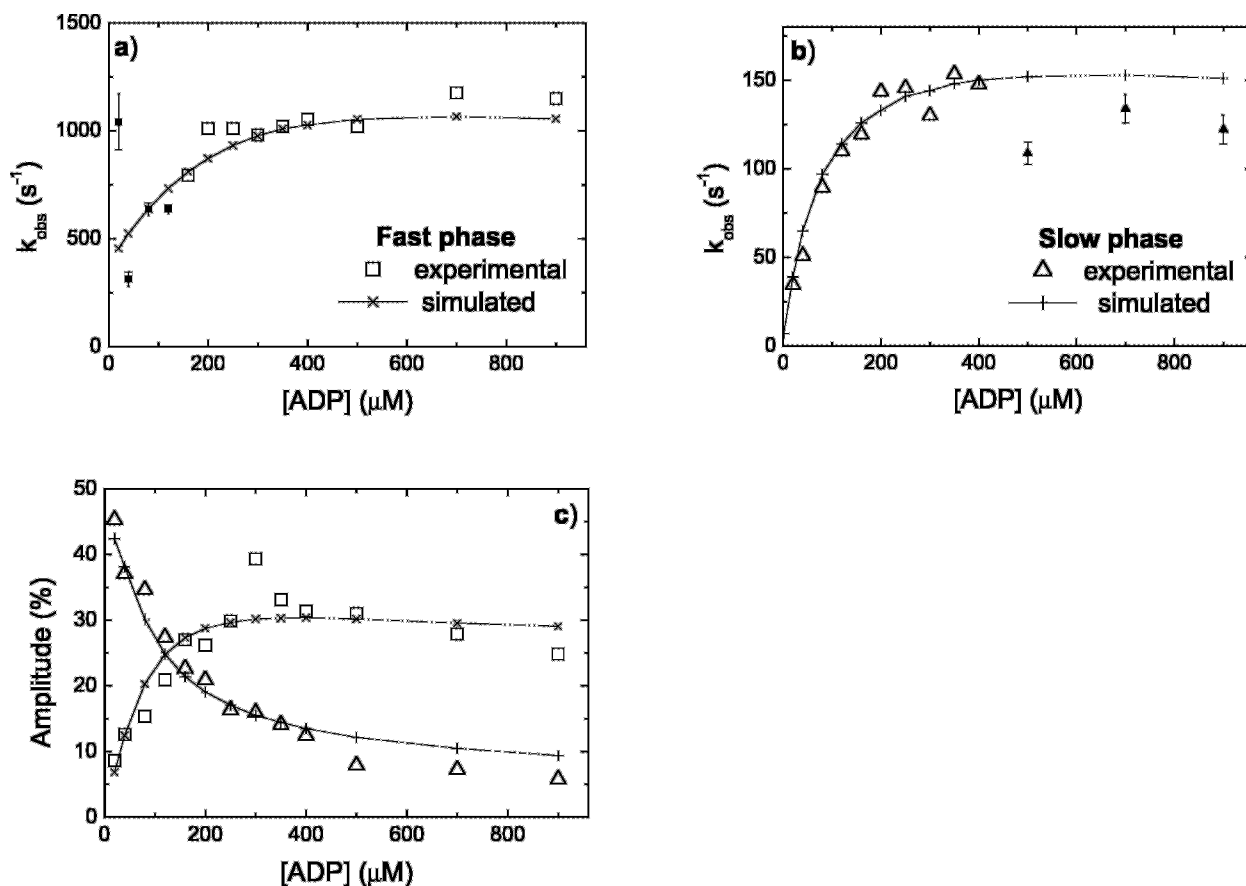 a)
1500
1000
500
0
k_obs (s⁻¹)
Fast phase
experimental
simulated
0 200 400 600 800
[ADP] (μM)
b)
150
100
50
0
k_obs (s⁻¹)
Slow phase
experimental
simulated
0 200 400 600 800
[ADP] (μM)
c)
50
40
30
20
10
0
Amplitude (%)
0 200 400 600 800
[ADP] (μM)